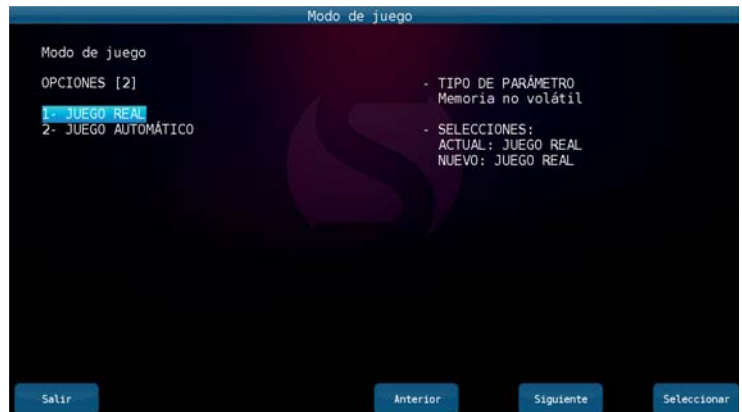 Modo de juego
Modo de juego
OPCIONES [2]
1- JUEGO REAL
2- JUEGO AUTOMÁTICO
- TIPO DE PARÁMETRO
Memoria no volátil
- SELECCIONES:
ACTUAL: JUEGO REAL
NUEVO: JUEGO REAL
Salir
Anterior
Siguiente
Seleccionar